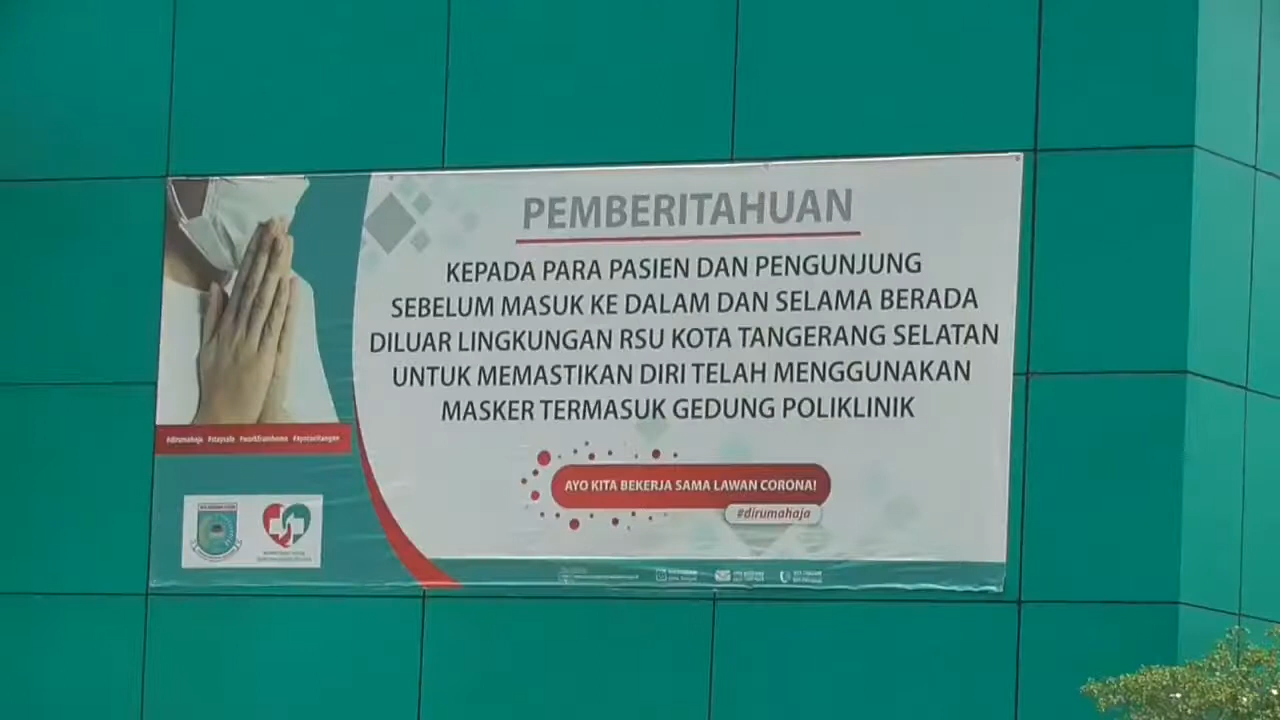 PEMBERITAHUAN
KEPADA PARA PASIEN DAN PENGUNJUNG
SEBELUM MASUK KE DALAM DAN SELAMA BERADA
DILUAR LINGKUNGAN RSU KOTA TANGERANG SELATAN
UNTUK MEMASTIKAN DIRI TELAH MENGGUNAKAN
MASKER TERMASUK GEDUNG POLIKLINIK
#dirumahaja #staysafe #workfromhome
AYO KITA BEKERJA SAMA LAWAN CORONA!
#dirumahaja